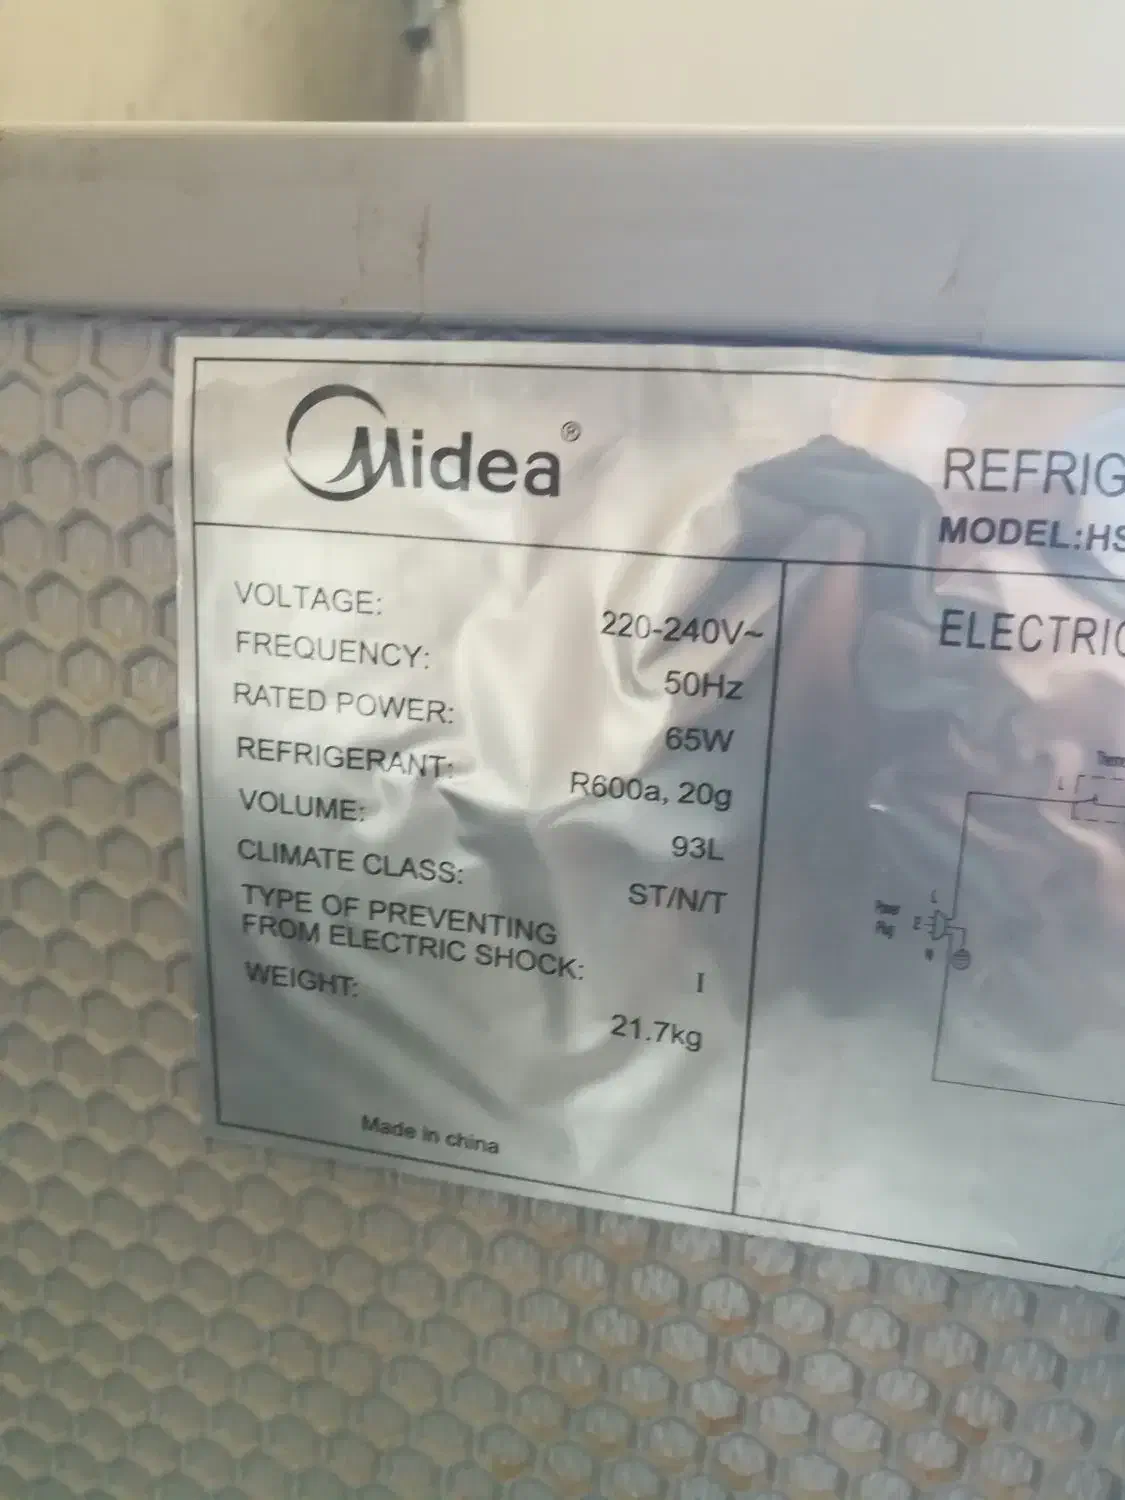 Midea®
REFRIG
MODEL:HS
VOLTAGE: 220-240V~
FREQUENCY: 50Hz
RATED POWER: 65W
REFRIGERANT: R600a, 20g
VOLUME: 93L
CLIMATE CLASS: ST/N/T
TYPE OF PREVENTING
FROM ELECTRIC SHOCK: I
WEIGHT: 21.7kg
Made in china
ELECTRIC
L
L
Power
Plug
E
N